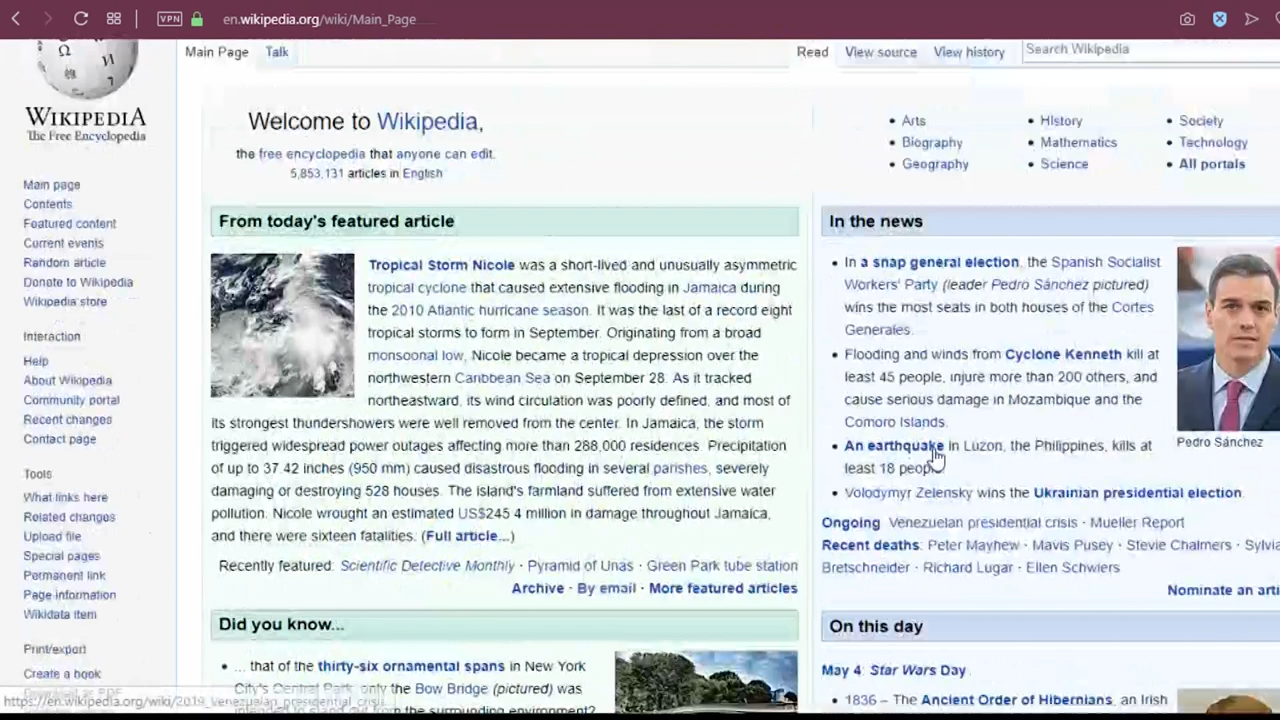 VPN en.wikipedia.org/wiki/Main_Page
Main Page Talk Read View source View history Search Wikipedia
WIKIPEDIA
The Free Encyclopedia
Main page
Contents
Featured content
Current events
Random article
Donate to Wikipedia
Wikipedia store
Interaction
Help
About Wikipedia
Community portal
Recent changes
Contact page
Tools
What links here
Related changes
Upload file
Special pages
Permanent link
Page information
Wikidata item
Print/export
Create a book
Welcome to Wikipedia,
the free encyclopedia that anyone can edit.
5,853,131 articles in English
Arts
Biography
Geography
History
Mathematics
Science
Society
Technology
All portals
From today's featured article
Tropical Storm Nicole was a short-lived and unusually asymmetric
tropical cyclone that caused extensive flooding in Jamaica during
the 2010 Atlantic hurricane season. It was the last of a record eight
tropical storms to form in September. Originating from a broad
monsoonal low, Nicole became a tropical depression over the
northwestern Caribbean Sea on September 28. As it tracked
northeastward, its wind circulation was poorly defined, and most of
its strongest thundershowers were well removed from the center. In Jamaica, the storm
triggered widespread power outages affecting more than 288,000 residences. Precipitation
of up to 37.42 inches (950 mm) caused disastrous flooding in several parishes, severely
damaging or destroying 528 houses. The island's farmland suffered from extensive water
pollution. Nicole wrought an estimated US$245.4 million in damage throughout Jamaica,
and there were sixteen fatalities. (Full article...)
Recently featured: Scientific Detective Monthly · Pyramid of Unas · Green Park tube station
Archive · By email · More featured articles
Did you know...
... that of the thirty-six ornamental spans in New York
City's Central Park, only the Bow Bridge (pictured) was
intended to stand out from the surrounding environment?
In the news
In a snap general election, the Spanish Socialist
Workers' Party (leader Pedro Sánchez pictured)
wins the most seats in both houses of the Cortes
Generales.
Flooding and winds from Cyclone Kenneth kill at
least 45 people, injure more than 200 others, and
cause serious damage in Mozambique and the
Comoro Islands.
An earthquake in Luzon, the Philippines, kills at
least 18 people.
Volodymyr Zelensky wins the Ukrainian presidential election.
Pedro Sánchez
Ongoing: Venezuelan presidential crisis · Mueller Report
Recent deaths: Peter Mayhew · Mavis Pusey · Stevie Chalmers · Sylvia
Bretschneider · Richard Lugar · Ellen Schwiers
Nominate an arti
On this day
May 4: Star Wars Day
1836 – The Ancient Order of Hibernians, an Irish
https://en.wikipedia.org/wiki/2019_Venezuelan_presidential_crisis